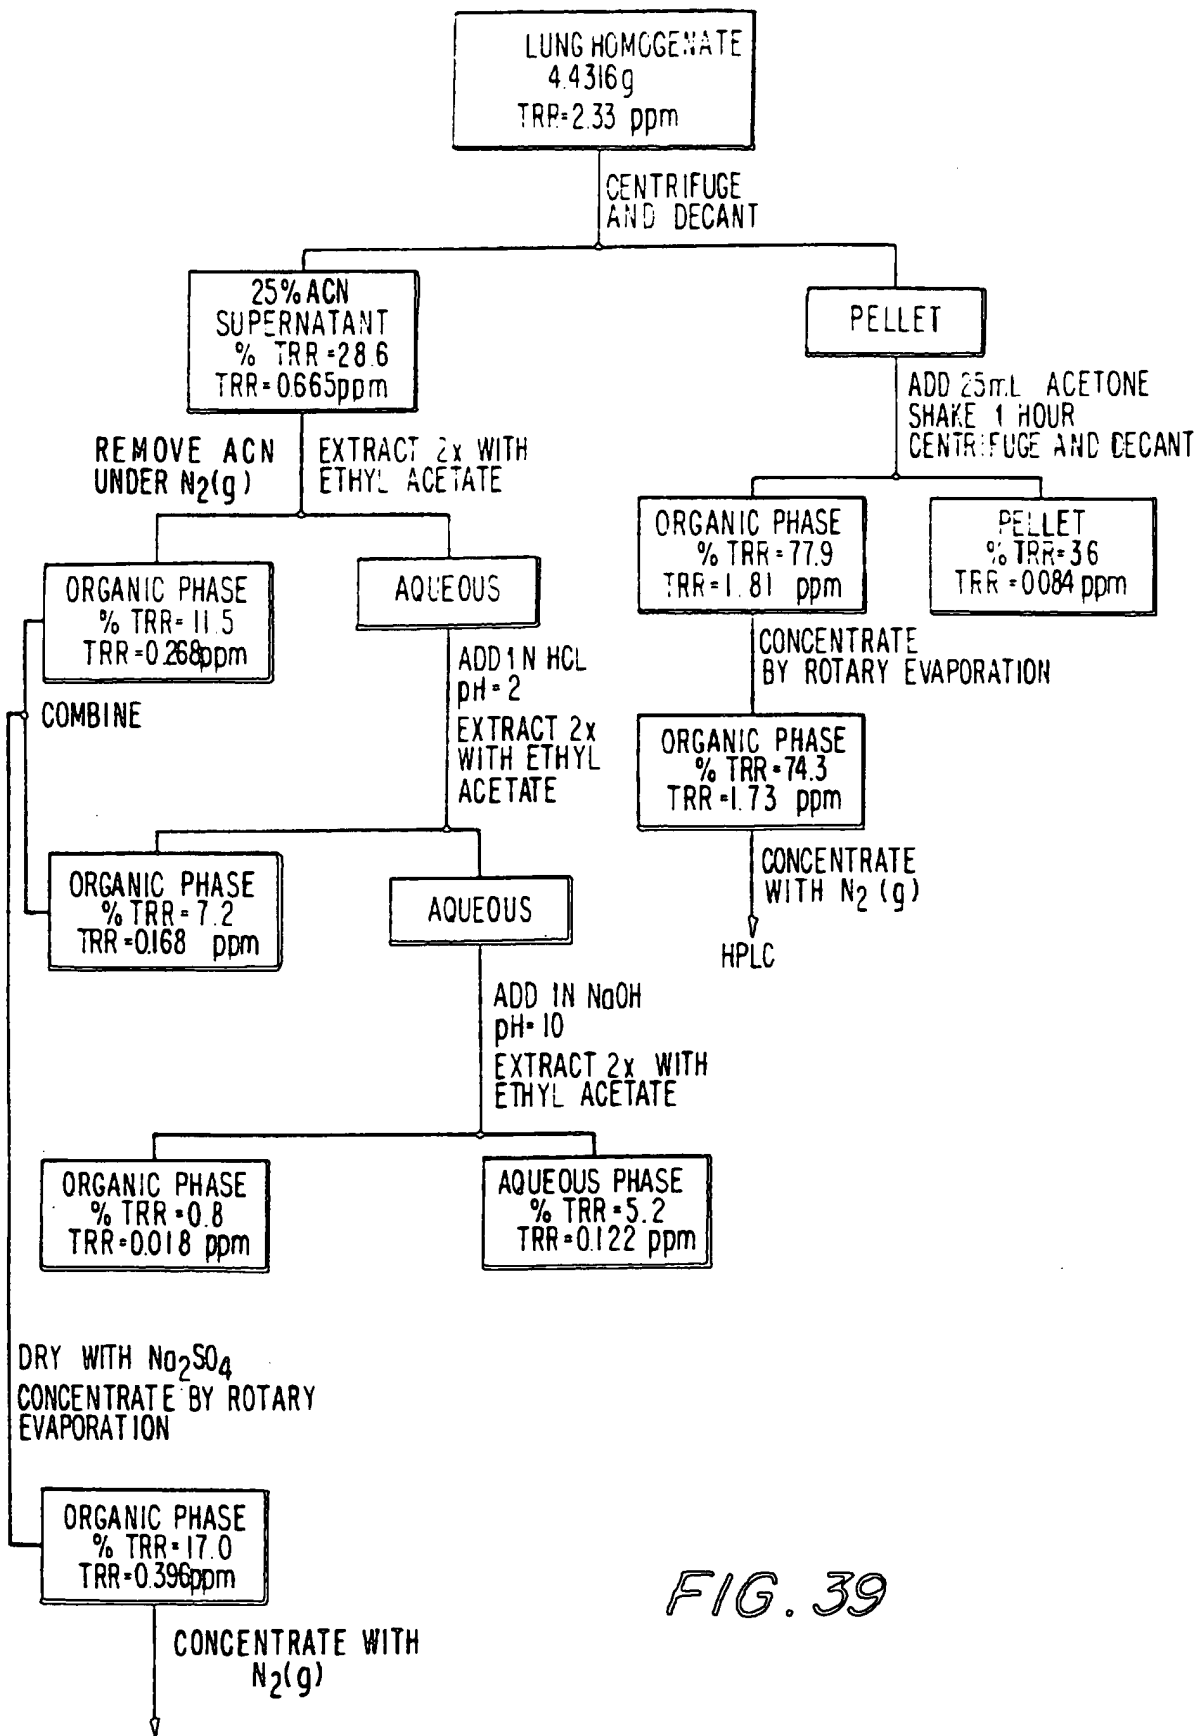 LUNG HOMOGENATE
4.4316g
TRR=2.33 ppm
CENTRIFUGE
AND DECANT
25% ACN
SUPERNATANT
% TRR=28.6
TRR=0.665ppm
PELLET
REMOVE ACN
UNDER N2(g)
EXTRACT 2x WITH
ETHYL ACETATE
ADD 25mL ACETONE
SHAKE 1 HOUR
CENTRIFUGE AND DECANT
ORGANIC PHASE
% TRR=11.5
TRR=0.268ppm
AQUEOUS
ORGANIC PHASE
% TRR=77.9
TRR=1.81 ppm
PELLET
% TRR=36
TRR=0084 ppm
COMBINE
ADD 1N HCL
pH=2
EXTRACT 2x
WITH ETHYL
ACETATE
CONCENTRATE
BY ROTARY EVAPORATION
ORGANIC PHASE
% TRR=74.3
TRR=1.73 ppm
ORGANIC PHASE
% TRR=7.2
TRR=0.168 ppm
AQUEOUS
CONCENTRATE
WITH N2(g)
HPLC
ADD 1N NaOH
pH=10
EXTRACT 2x WITH
ETHYL ACETATE
ORGANIC PHASE
% TRR=0.8
TRR=0.018 ppm
AQUEOUS PHASE
% TRR=5.2
TRR=0.122 ppm
DRY WITH Na2SO4
CONCENTRATE BY ROTARY
EVAPORATION
ORGANIC PHASE
% TRR=17.0
TRR=0.396ppm
CONCENTRATE WITH
N2(g)
FIG. 39